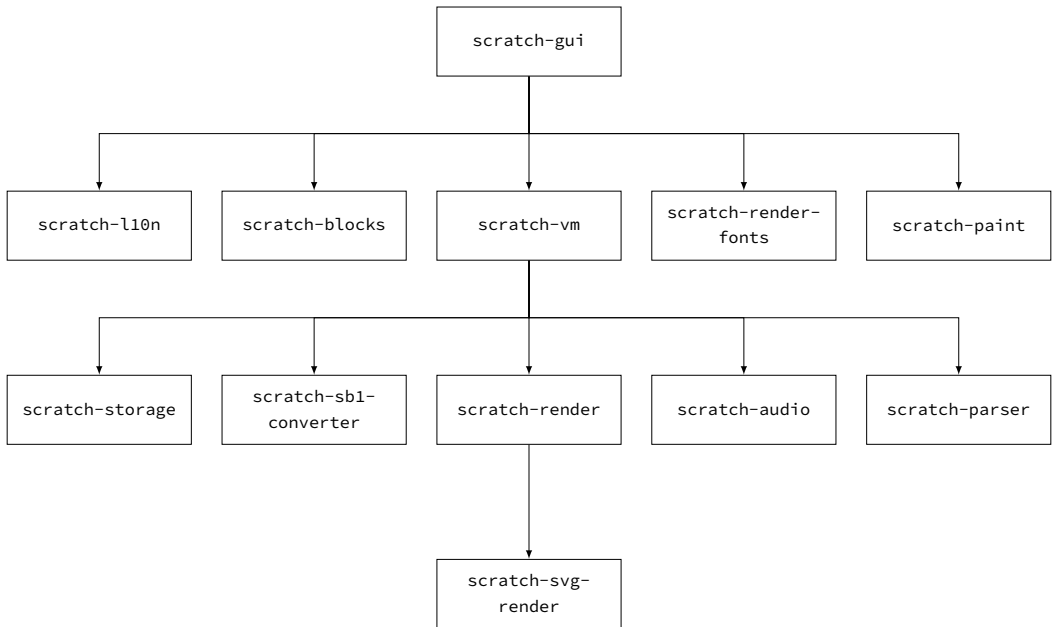 scratch-gui
scratch-l10n
scratch-blocks
scratch-vm
scratch-render-
fonts
scratch-paint
scratch-storage
scratch-sb1-
converter
scratch-render
scratch-audio
scratch-parser
scratch-svg-
render